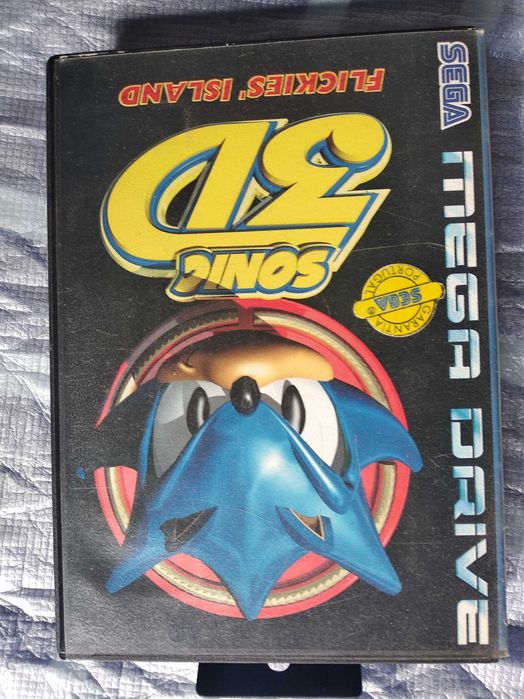 SEGA
MEGA DRIVE
GARANTIA
SEGA
PORTUGAL
SONIC
3D
FLICKIES' ISLAND